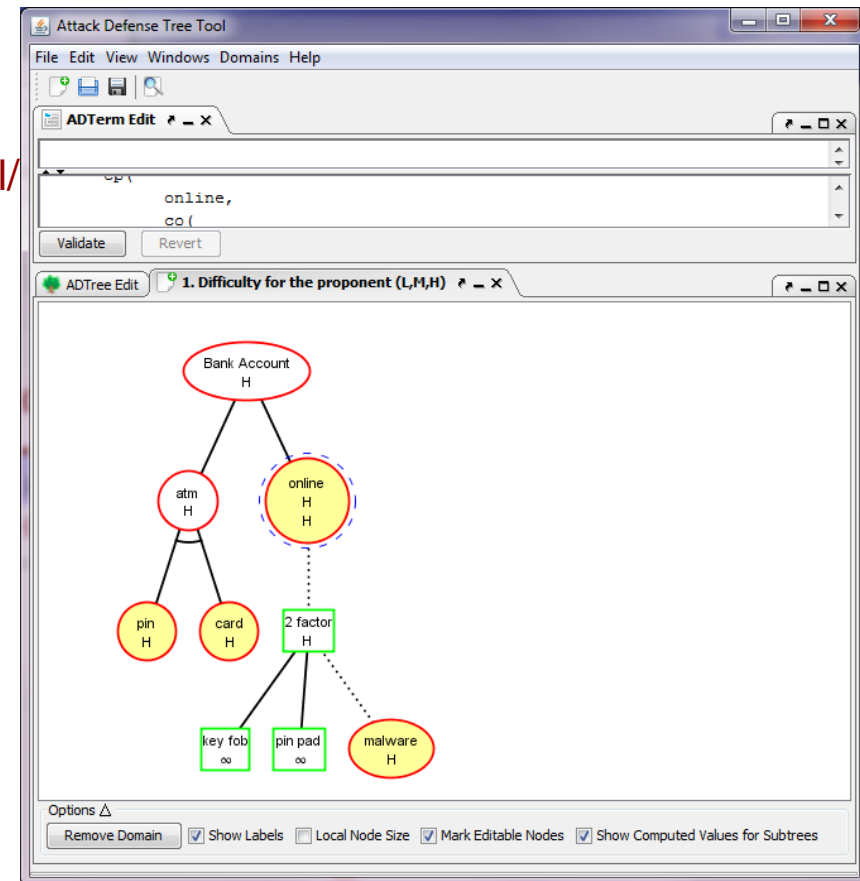 Attack Defense Tree Tool
File Edit View Windows Domains Help
ADTerm Edit
l/
online,
co(
Validate Revert
ADTree Edit 1. Difficulty for the proponent (L,M,H)
Bank Account
H
atm
H
online
H
H
pin
H
card
H
2 factor
H
key fob
∞
pin pad
∞
malware
H
Options
Remove Domain Show Labels Local Node Size Mark Editable Nodes Show Computed Values for Subtrees